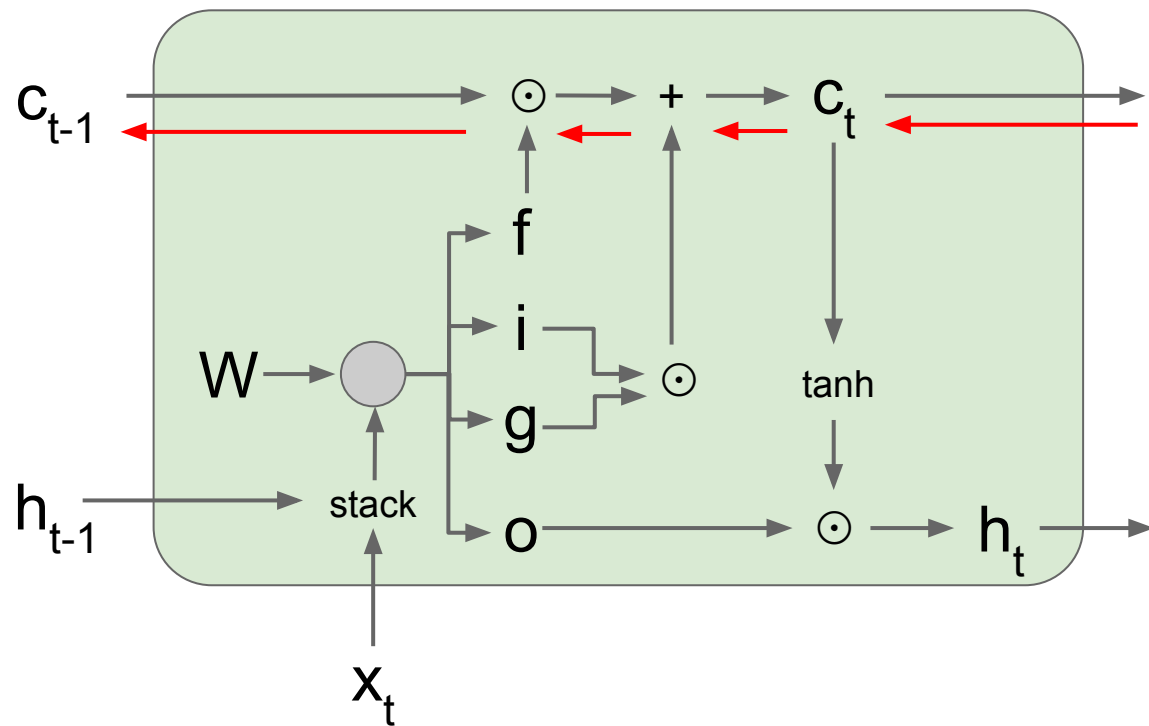 c_{t-1} ⊙ + c_t
f
i
W ⊙ tanh
g
h_{t-1} stack o ⊙ h_t
x_t